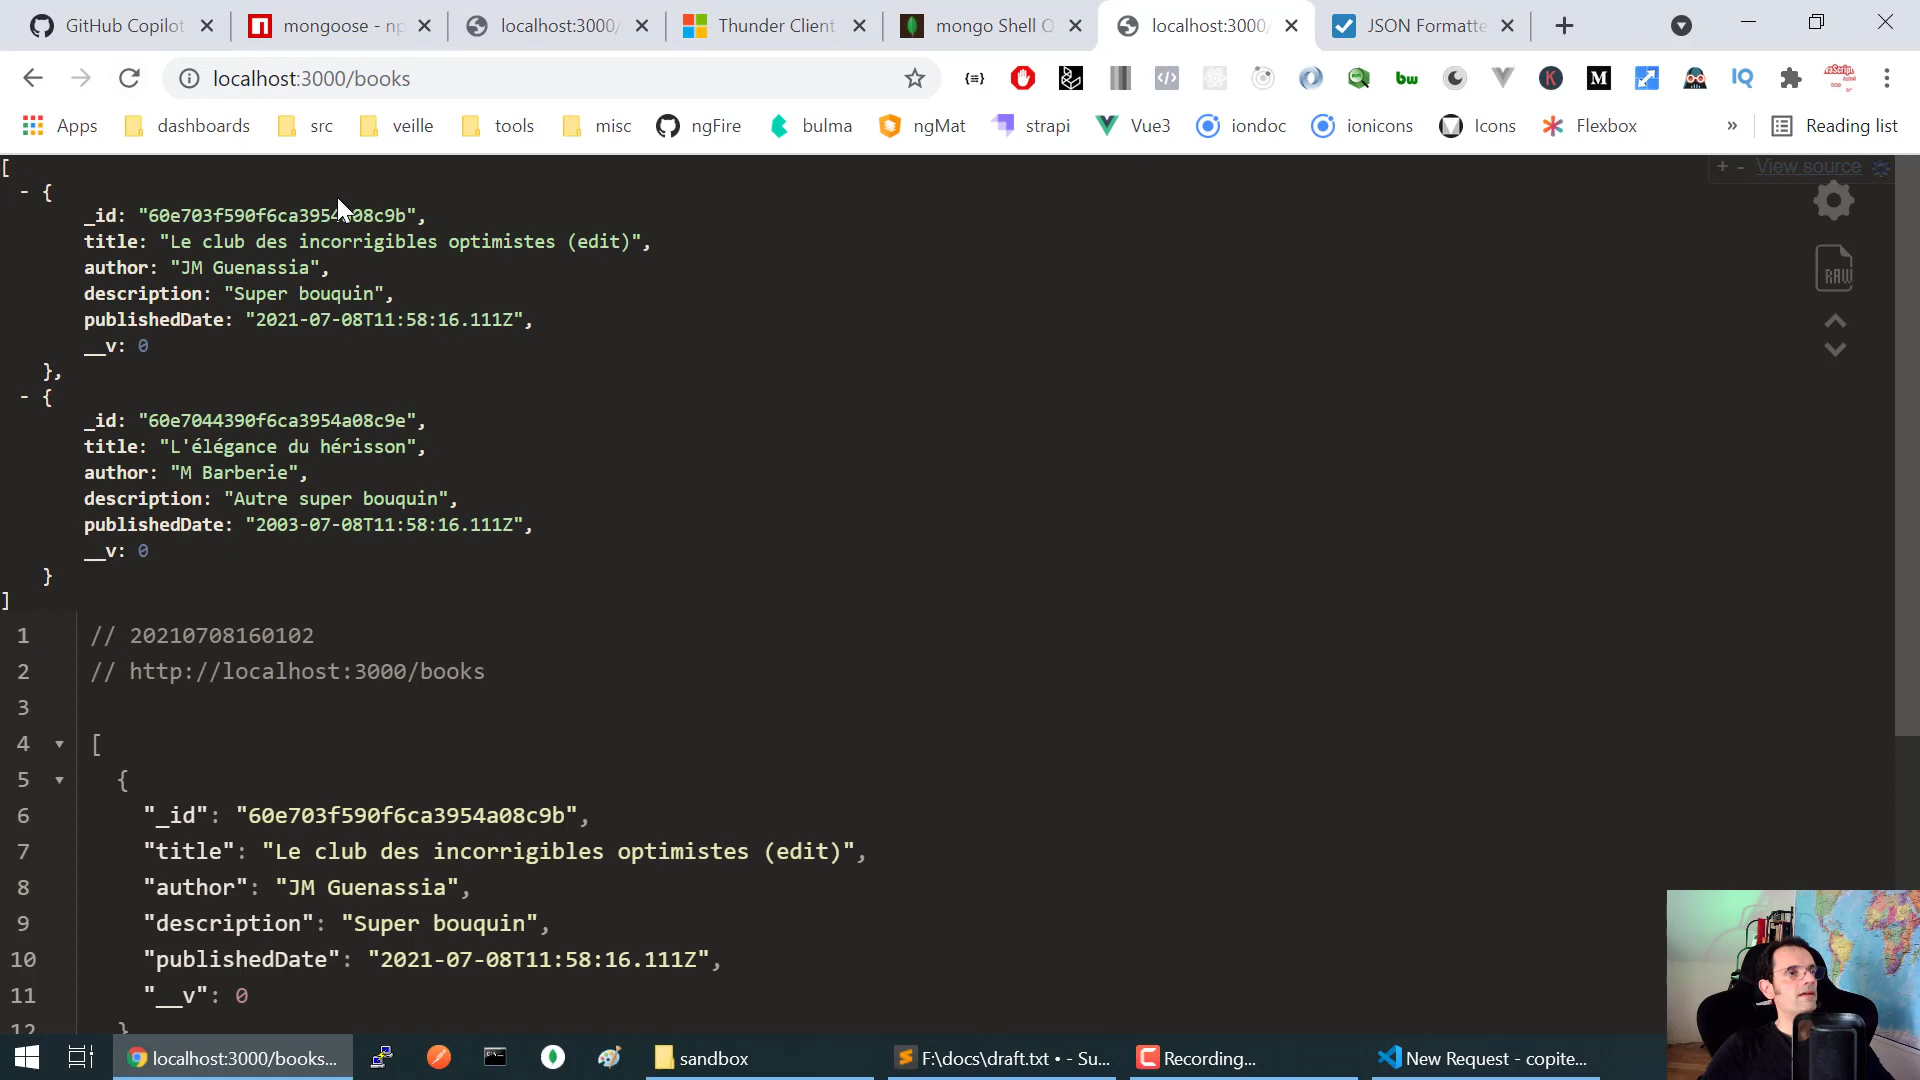 GitHub Copilot
mongoose - np
localhost:3000/
Thunder Client
mongo Shell Q
localhost:3000/
JSON Formatte
localhost:3000/books
bw
K
M
IQ
Apps
dashboards
src
veille
tools
misc
ngFire
bulma
ngMat
strapi
Vue3
iondoc
ionicons
Icons
Flexbox
»
Reading list
+ - View source
RAW
[
- {
_id: "60e703f590f6ca3954a08c9b",
title: "Le club des incorrigibles optimistes (edit)",
author: "JM Guenassia",
description: "Super bouquin",
publishedDate: "2021-07-08T11:58:16.111Z",
__v: 0
},
- {
_id: "60e7044390f6ca3954a08c9e",
title: "L'élégance du hérisson",
author: "M Barberie",
description: "Autre super bouquin",
publishedDate: "2003-07-08T11:58:16.111Z",
__v: 0
}
]
1 // 20210708160102
2 // http://localhost:3000/books
3
4 [
5 {
6 "_id": "60e703f590f6ca3954a08c9b",
7 "title": "Le club des incorrigibles optimistes (edit)",
8 "author": "JM Guenassia",
9 "description": "Super bouquin",
10 "publishedDate": "2021-07-08T11:58:16.111Z",
11 "__v": 0
12 }
localhost:3000/books...
sandbox
F:\docs\draft.txt • - Su...
Recording...
New Request - copite...